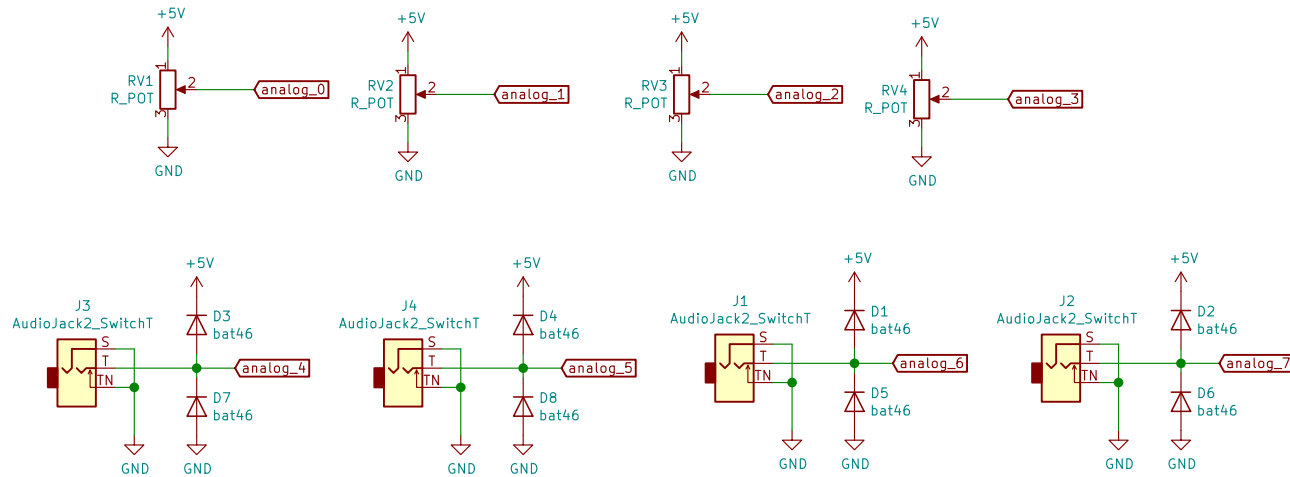 +5V
+5V
+5V
+5V
1
RV1
R_POT
2
3
analog_0
GND
1
RV2
R_POT
2
3
analog_1
GND
1
RV3
R_POT
2
3
analog_2
GND
1
RV4
R_POT
2
3
analog_3
GND
+5V
J3
AudioJack2_SwitchT
S
T
TN
D3
bat46
analog_4
D7
bat46
GND
GND
+5V
J4
AudioJack2_SwitchT
S
T
TN
D4
bat46
analog_5
D8
bat46
GND
GND
+5V
J1
AudioJack2_SwitchT
S
T
TN
D1
bat46
analog_6
D5
bat46
GND
GND
+5V
J2
AudioJack2_SwitchT
S
T
TN
D2
bat46
analog_7
D6
bat46
GND
GND